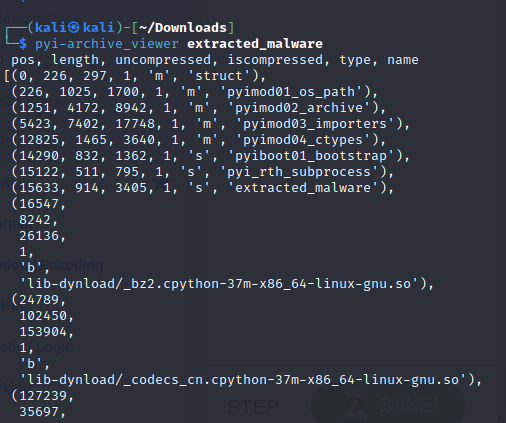 (kali㉿kali)-[~/Downloads]
$ pyi-archive_viewer extracted_malware
pos, length, uncompressed, iscompressed, type, name
[(0, 226, 297, 1, 'm', 'struct'),
(226, 1025, 1700, 1, 'm', 'pyimod01_os_path'),
(1251, 4172, 8942, 1, 'm', 'pyimod02_archive'),
(5423, 7402, 17748, 1, 'm', 'pyimod03_importers'),
(12825, 1465, 3640, 1, 'm', 'pyimod04_ctypes'),
(14290, 832, 1362, 1, 's', 'pyiboot01_bootstrap'),
(15122, 511, 795, 1, 's', 'pyi_rth_subprocess'),
(15633, 914, 3405, 1, 's', 'extracted_malware'),
(16547,
8242,
26136,
1,
'b',
'lib-dynload/_bz2.cpython-37m-x86_64-linux-gnu.so'),
(24789,
102450,
153904,
1,
'b',
'lib-dynload/_codecs_cn.cpython-37m-x86_64-linux-gnu.so'),
(127239,
35697,
STEP
BAKE!